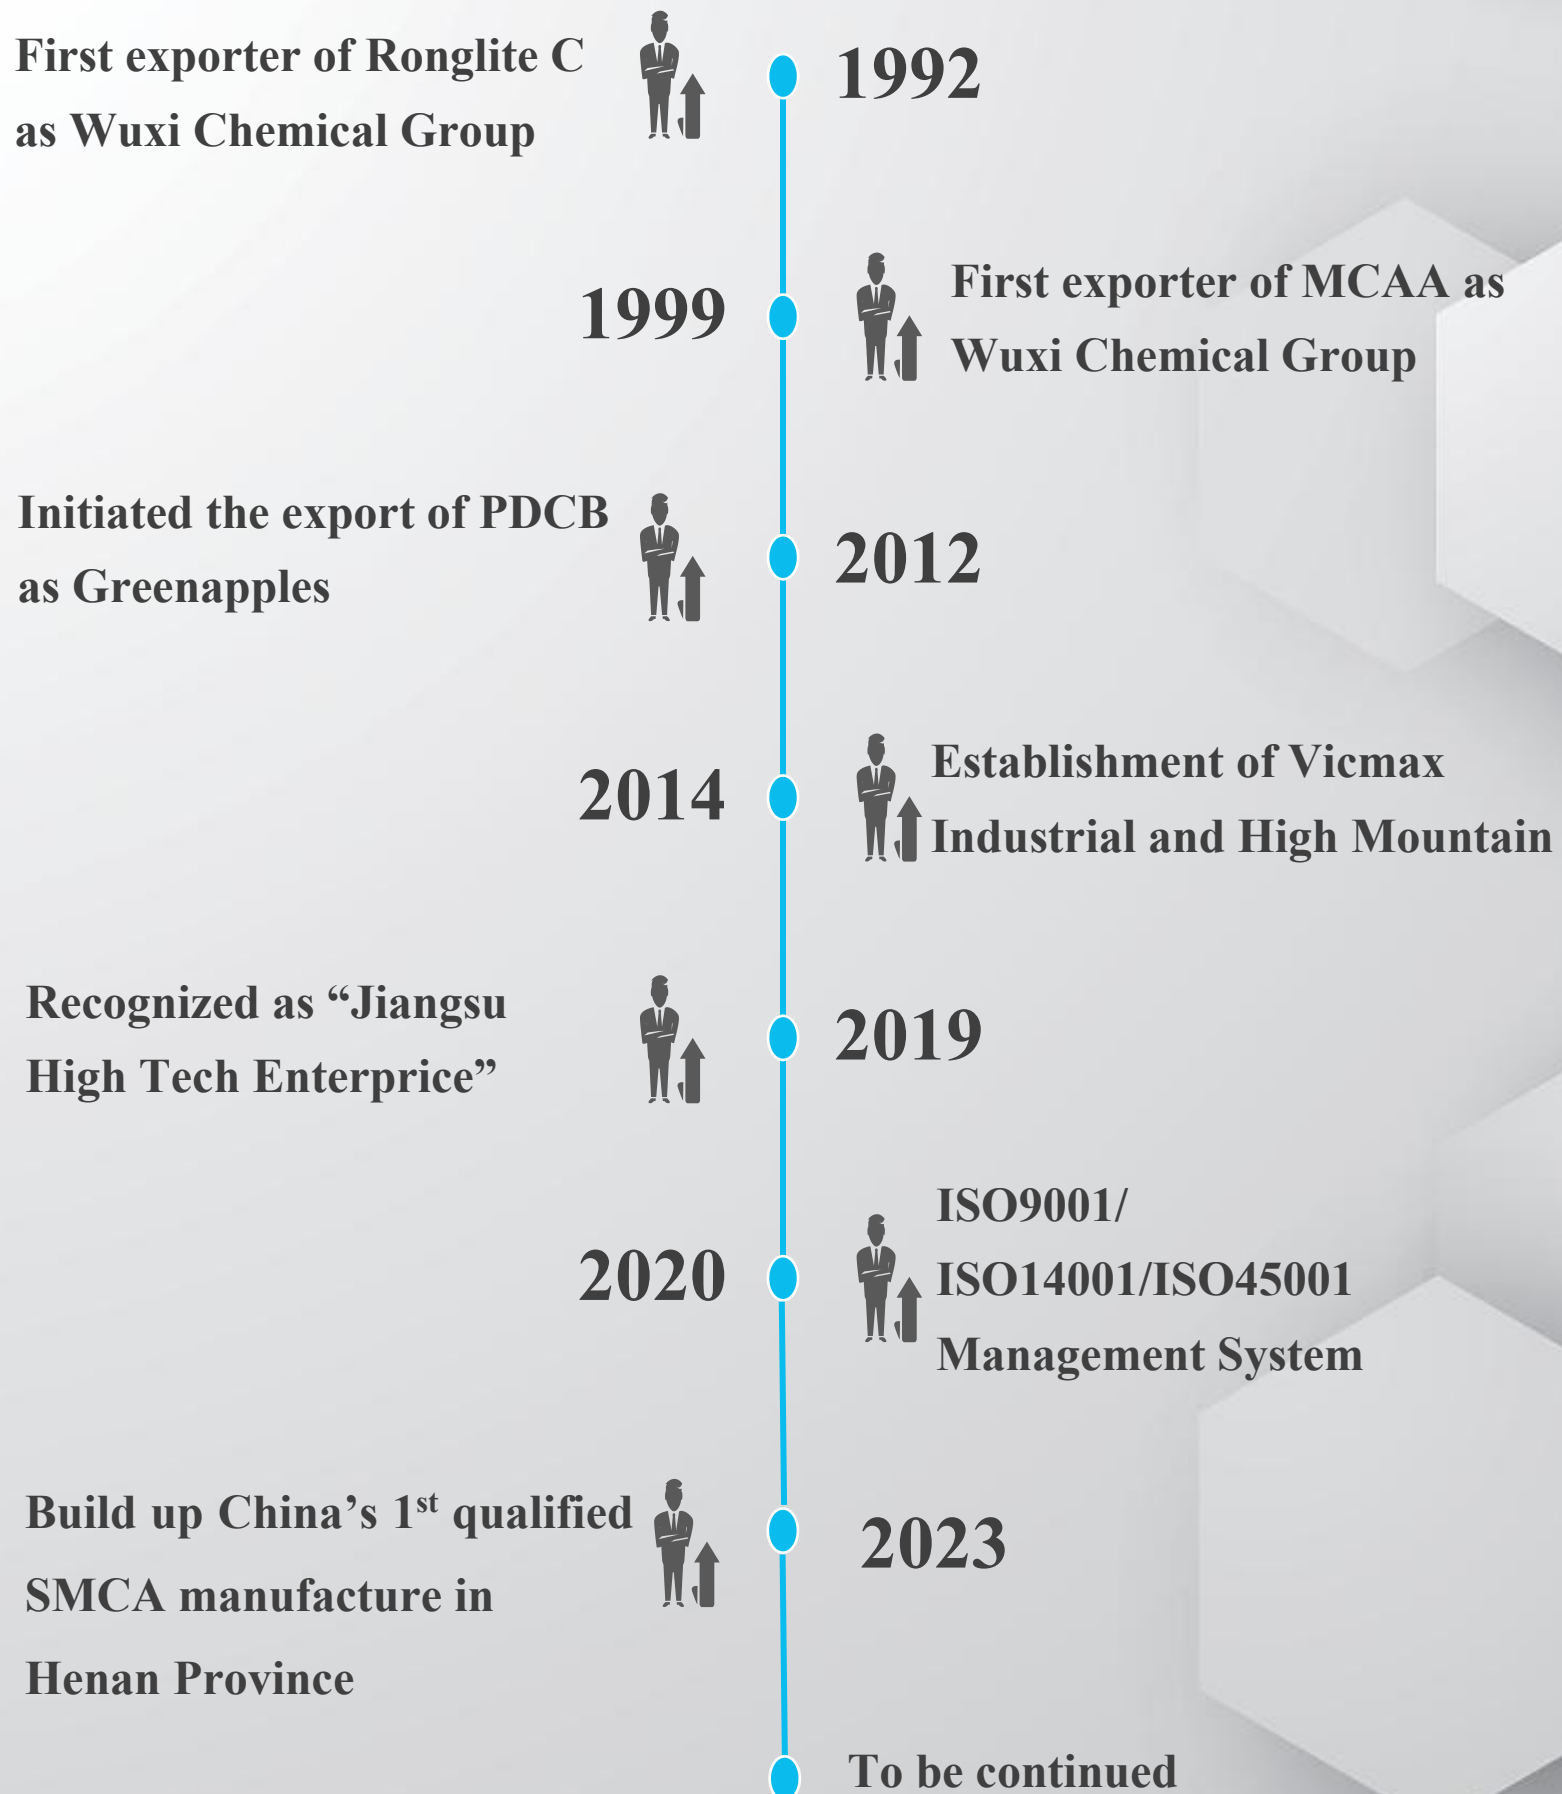 First exporter of Ronglite C
as Wuxi Chemical Group
1992
1999
First exporter of MCAA as
Wuxi Chemical Group
Initiated the export of PDCB
as Greenapples
2012
2014
Establishment of Vicmax
Industrial and High Mountain
Recognized as “Jiangsu
High Tech Enterprice”
2019
2020
ISO9001/
ISO14001/ISO45001
Management System
Build up China’s 1st qualified
SMCA manufacture in
Henan Province
2023
To be continued